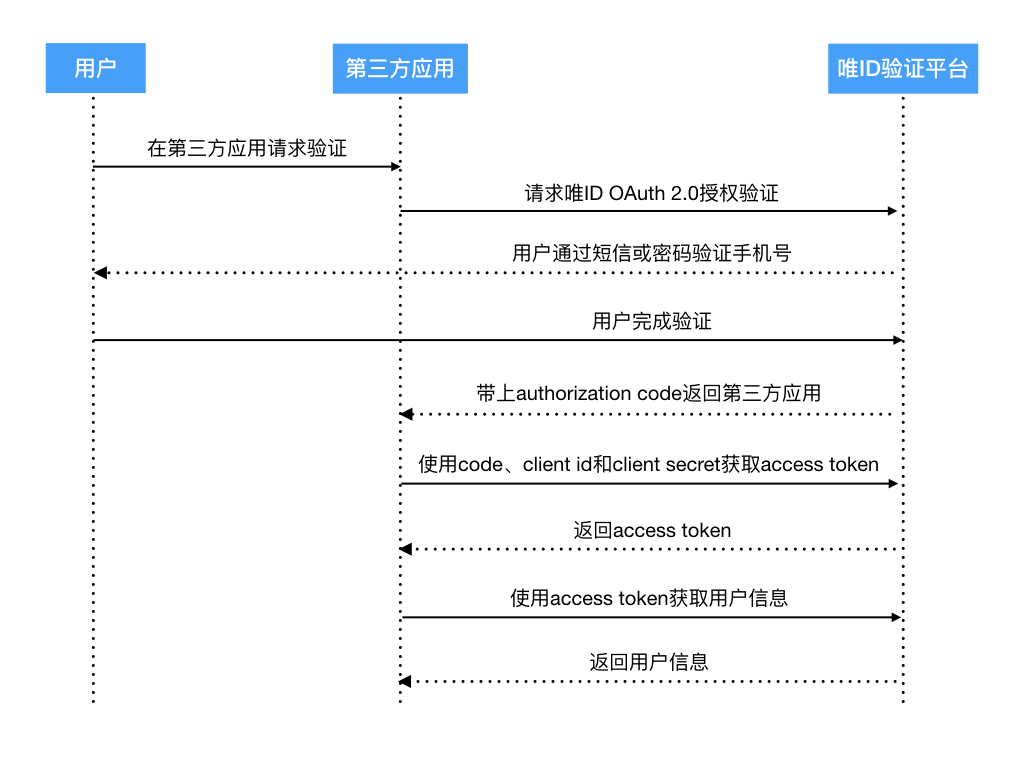 用户
第三方应用
唯ID验证平台
在第三方应用请求验证
请求唯ID OAuth 2.0授权验证
用户通过短信或密码验证手机号
用户完成验证
带上authorization code返回第三方应用
使用code、client id和client secret获取access token
返回access token
使用access token获取用户信息
返回用户信息